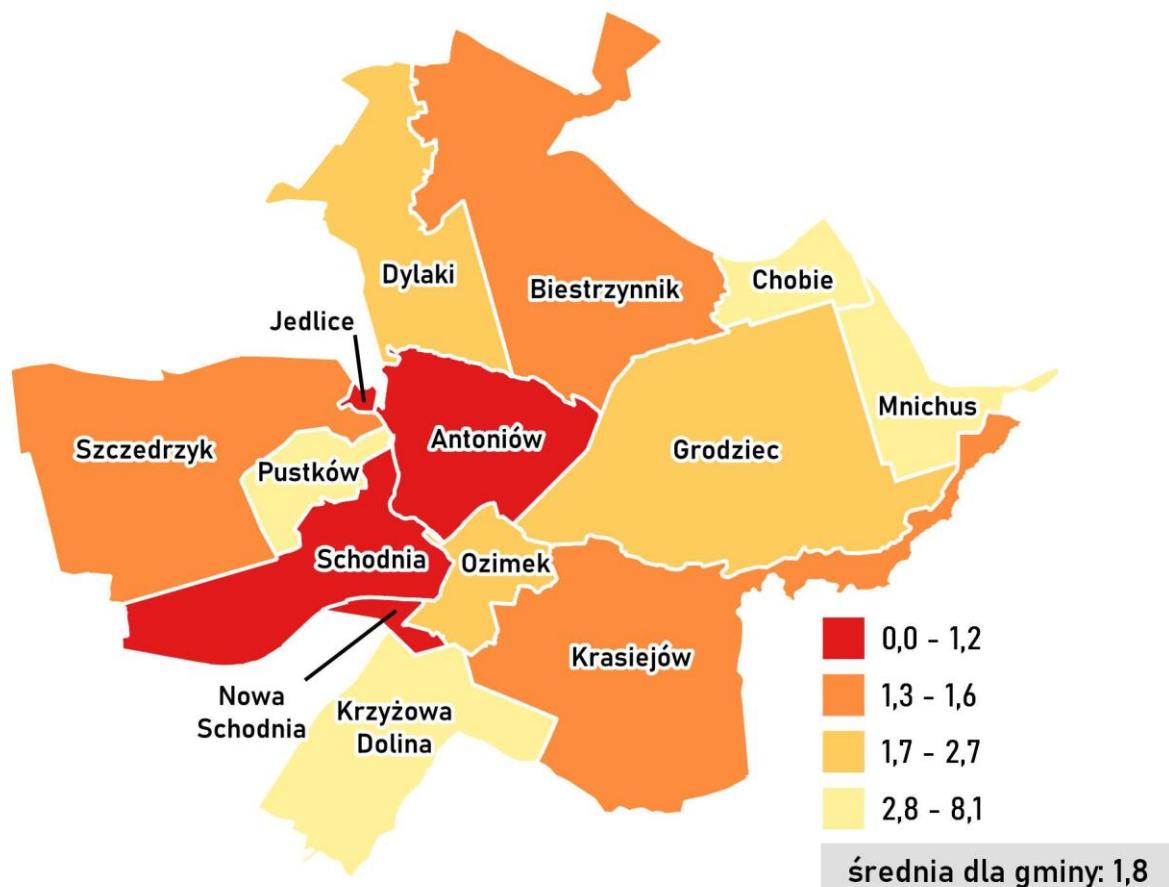 Dylaki
Biestrzynnik
Chobie
Jedlice
Mnichus
Szczedrzyk
Antoniów
Grodziec
Pustków
Schodnia
Ozimek
Krasiejów
Nowa
Schodnia
Krzyżowa
Dolina
0,0 - 1,2
1,3 - 1,6
1,7 - 2,7
2,8 - 8,1
średnia dla gminy: 1,8